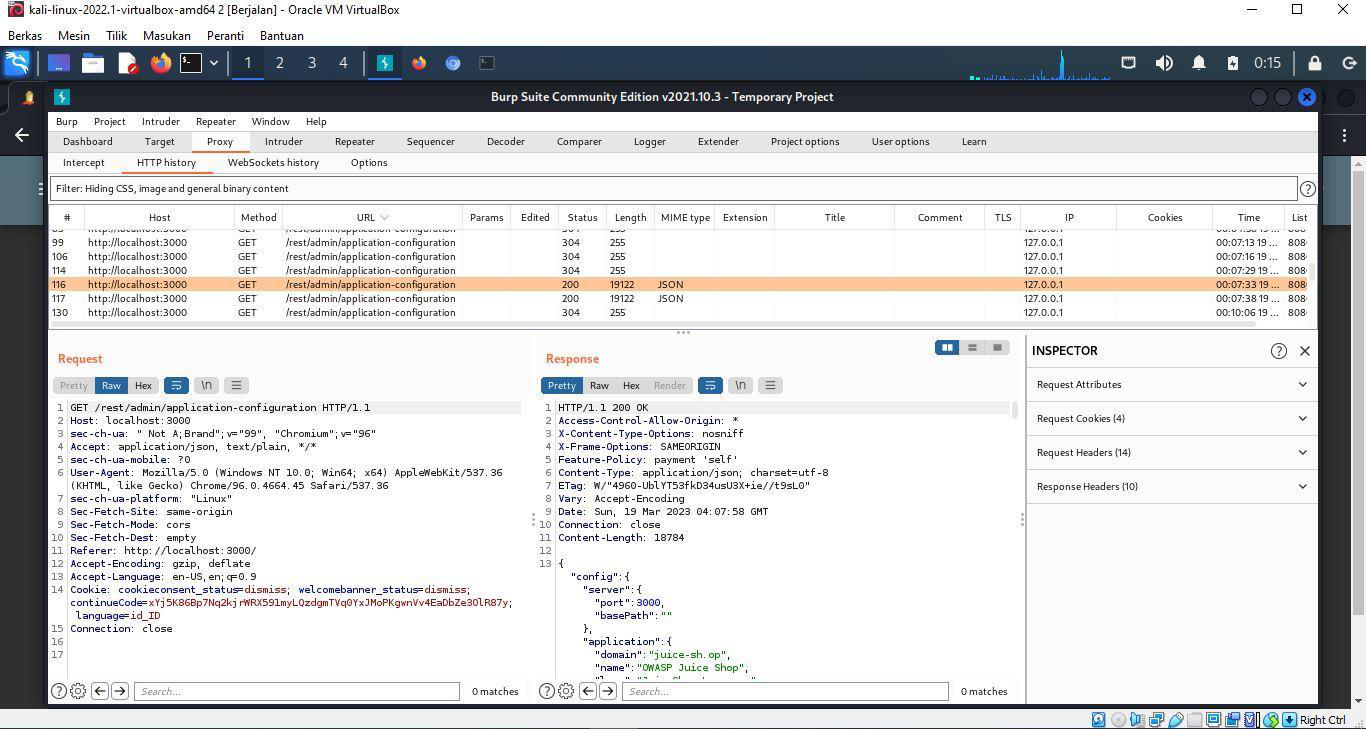 kali-linux-2022.1-virtualbox-amd64 2 [Berjalan] - Oracle VM VirtualBox
Berkas Mesin Tilik Masukan Peranti Bantuan
1 2 3 4 0:15
Burp Suite Community Edition v2021.10.3 - Temporary Project
Burp Project Intruder Repeater Window Help
Dashboard Target Proxy Intruder Repeater Sequencer Decoder Comparer Logger Extender Project options User options Learn
Intercept HTTP history WebSockets history Options
Filter: Hiding CSS, image and general binary content
# Host Method URL Params Edited Status Length MIME type Extension Title Comment TLS IP Cookies Time List
99 http://localhost:3000 GET /rest/admin/application-configuration 304 255 127.0.0.1 00:07:13 19 ... 808
106 http://localhost:3000 GET /rest/admin/application-configuration 304 255 127.0.0.1 00:07:16 19 ... 808
114 http://localhost:3000 GET /rest/admin/application-configuration 304 255 127.0.0.1 00:07:29 19 ... 808
116 http://localhost:3000 GET /rest/admin/application-configuration 200 19122 JSON 127.0.0.1 00:07:33 19 ... 808
117 http://localhost:3000 GET /rest/admin/application-configuration 200 19122 JSON 127.0.0.1 00:07:38 19 ... 808
130 http://localhost:3000 GET /rest/admin/application-configuration 304 255 127.0.0.1 00:10:06 19 ... 808
Request
Pretty Raw Hex \n
1 GET /rest/admin/application-configuration HTTP/1.1
2 Host: localhost:3000
3 sec-ch-ua: " Not A;Brand";v="99", "Chromium";v="96"
4 Accept: application/json, text/plain, */*
5 sec-ch-ua-mobile: ?0
6 User-Agent: Mozilla/5.0 (Windows NT 10.0; Win64; x64) AppleWebKit/537.36
(KHTML, like Gecko) Chrome/96.0.4664.45 Safari/537.36
7 sec-ch-ua-platform: "Linux"
8 Sec-Fetch-Site: same-origin
9 Sec-Fetch-Mode: cors
10 Sec-Fetch-Dest: empty
11 Referer: http://localhost:3000/
12 Accept-Encoding: gzip, deflate
13 Accept-Language: en-US,en;q=0.9
14 Cookie: cookieconsent_status=dismiss; welcomebanner_status=dismiss;
continueCode=xYj5K86Bp7Nq2kjrWRX591myLQzdgmTVq0YxJMoPKgwnVv4EaDbZe3OlR87y;
language=id_ID
15 Connection: close
16
17
Search... 0 matches
Response
Pretty Raw Hex Render \n
1 HTTP/1.1 200 OK
2 Access-Control-Allow-Origin: *
3 X-Content-Type-Options: nosniff
4 X-Frame-Options: SAMEORIGIN
5 Feature-Policy: payment 'self'
6 Content-Type: application/json; charset=utf-8
7 ETag: W/"4960-UblYT53fkD34usU3X+ie//t9sL0"
8 Vary: Accept-Encoding
9 Date: Sun, 19 Mar 2023 04:07:58 GMT
10 Connection: close
11 Content-Length: 18784
12
13 {
"config":{
"server":{
"port":3000,
"basePath":""
},
"application":{
"domain":"juice-sh.op",
"name":"OWASP Juice Shop",
Search... 0 matches
INSPECTOR
Request Attributes
Request Cookies (4)
Request Headers (14)
Response Headers (10)
Right Ctrl